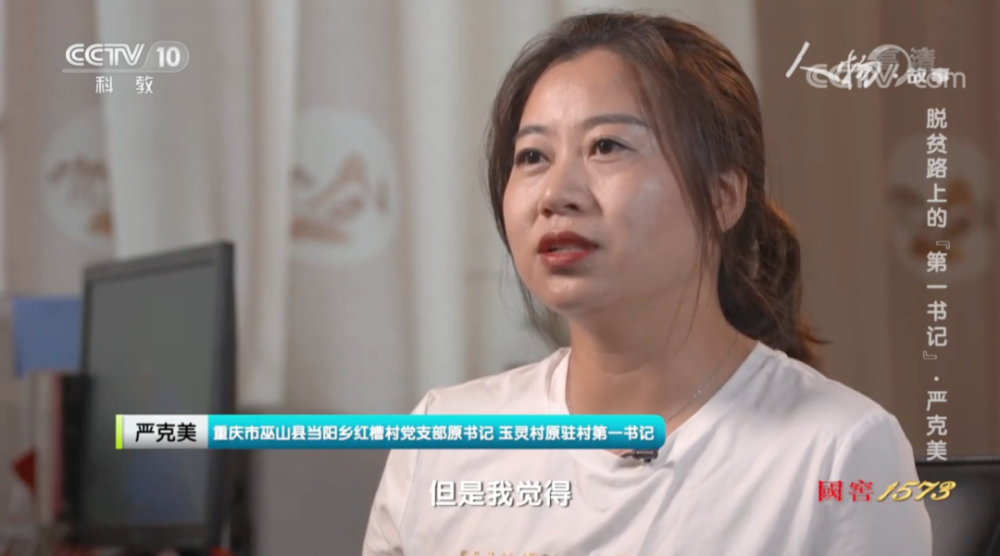 CCTV 10
科教
人物·故事
高清
CCTV.com
脱贫路上的『第一书记』·严克美
严克美
重庆市巫山县当阳乡红槽村党支部原书记 玉灵村原驻村第一书记
但是我觉得
國窖1573